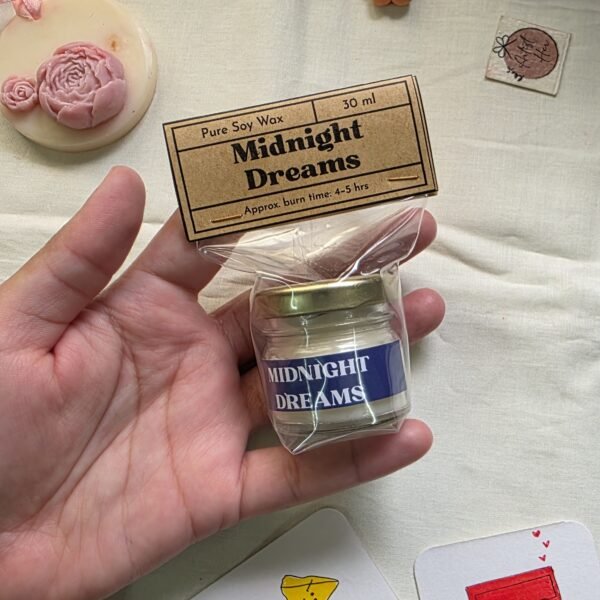 Pure Soy Wax
30 ml
Midnight
Dreams
Approx. burn time: 4-5 hrs
MIDNIGHT
DREAMS